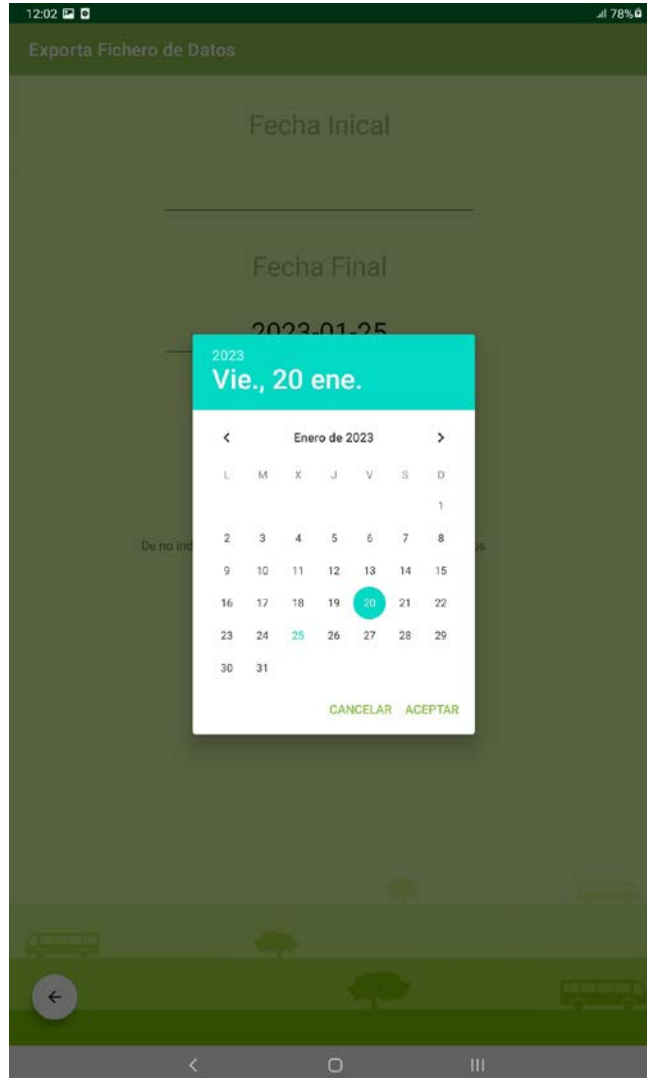 12:02 78%
Exporta Fichero de Datos
Fecha Inical
Fecha Final
2023-01-25
2023
Vie., 20 ene.
Enero de 2023
L M X J V S D
1
2 3 4 5 6 7 8
9 10 11 12 13 14 15
16 17 18 19 20 21 22
23 24 25 26 27 28 29
30 31
De no
CANCELAR ACEPTAR